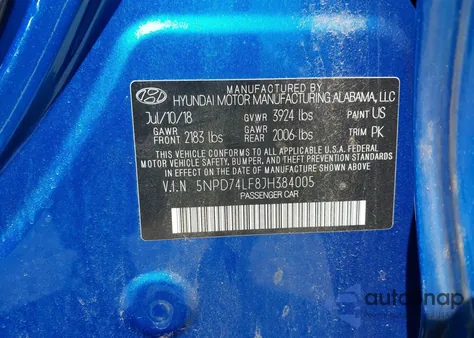 HYUNDAI MOTOR MANUFACTURING ALABAMA, LLC
MANUFACTURED BY
Jul/10/18 GVWR 3924 lbs PAINT US
GAWR FRONT 2183 lbs GAWR REAR 2006 lbs TRIM PK
THIS VEHICLE CONFORMS TO ALL APPLICABLE U.S.A FEDERAL
MOTOR VEHICLE SAFETY, BUMPER, AND THEFT PREVENTION
STANDARDS IN EFFECT ON THE DATE OF MANUFACTURE SHOWN ABOVE.
V.I.N 5NPD74LF8JH384005
PASSENGER CAR
autosnap